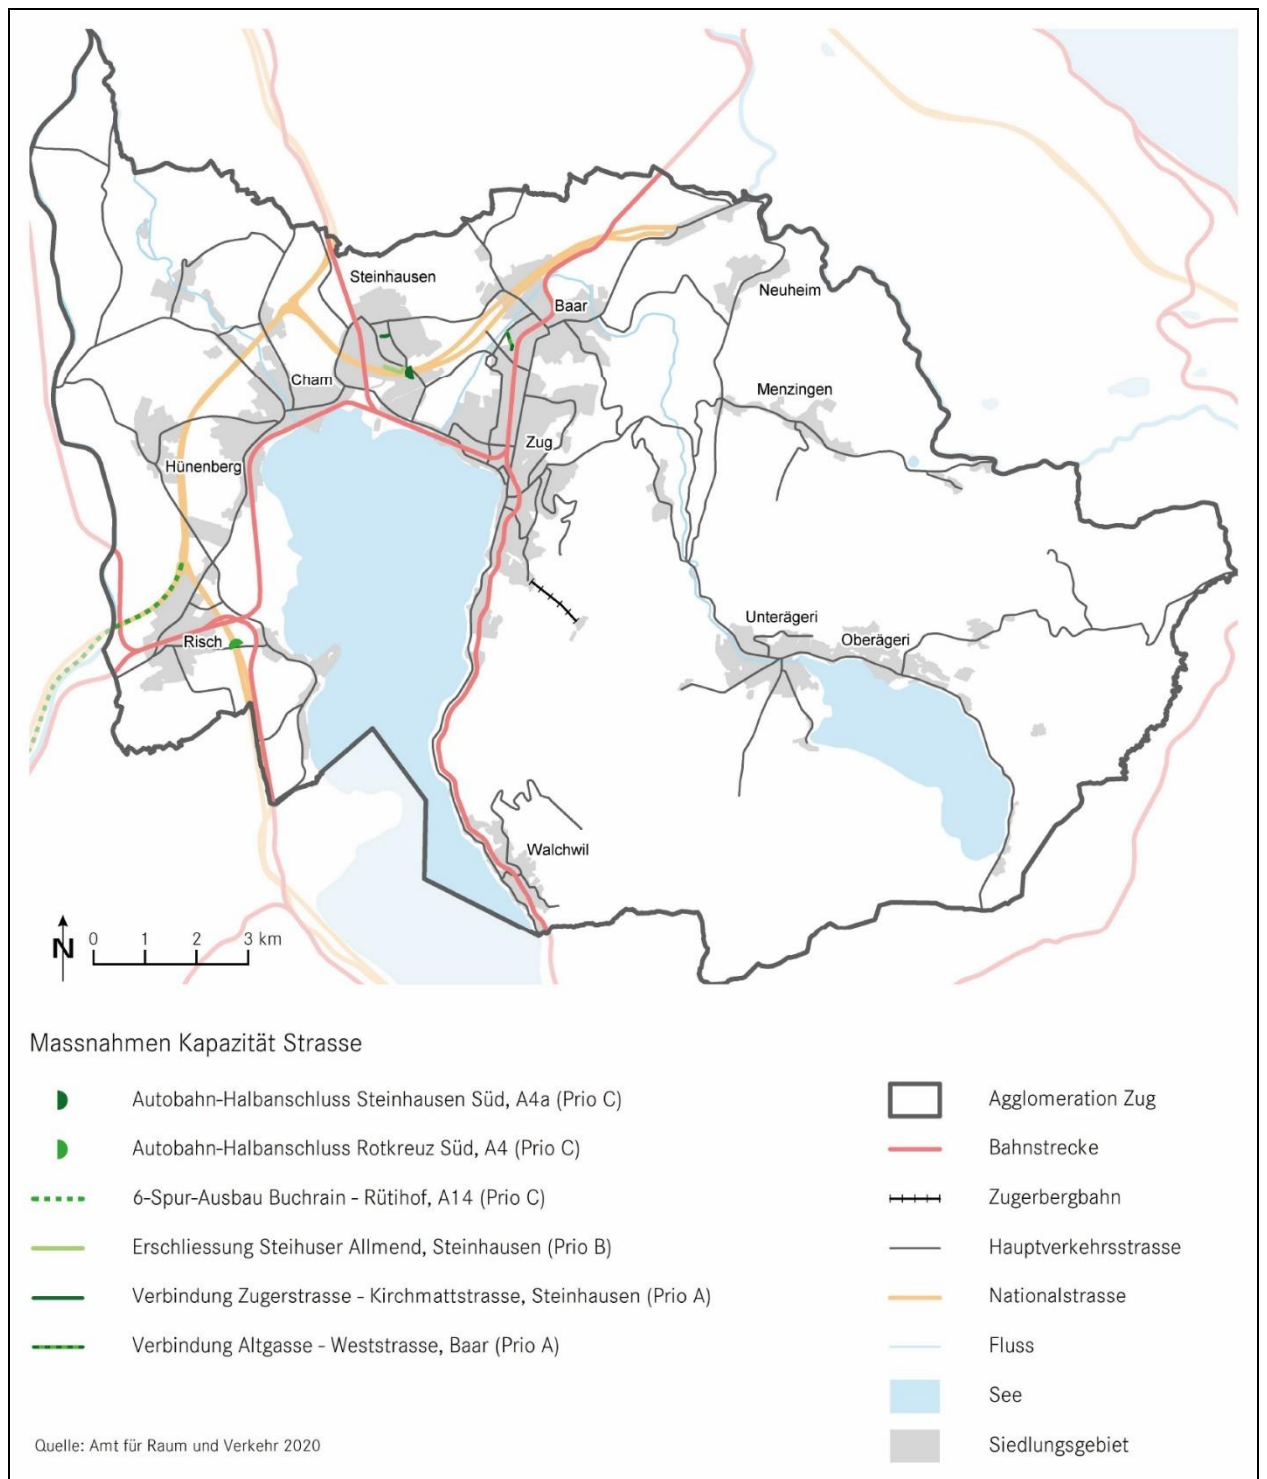 Steinhausen
Neuheim
Baar
Cham
Menzingen
Zug
Hünenberg
Unterägeri
Risch
Oberägeri
Walchwil
N
0 1 2 3 km
Massnahmen Kapazität Strasse
Autobahn-Halbanschluss Steinhausen Süd, A4a (Prio C)
Autobahn-Halbanschluss Rotkreuz Süd, A4 (Prio C)
6-Spur-Ausbau Buchrain - Rütihof, A14 (Prio C)
Erschliessung Steihuser Allmend, Steinhausen (Prio B)
Verbindung Zugerstrasse - Kirchmattstrasse, Steinhausen (Prio A)
Verbindung Altgasse - Weststrasse, Baar (Prio A)
Agglomeration Zug
Bahnstrecke
Zugerbergbahn
Hauptverkehrsstrasse
Nationalstrasse
Fluss
See
Siedlungsgebiet
Quelle: Amt für Raum und Verkehr 2020